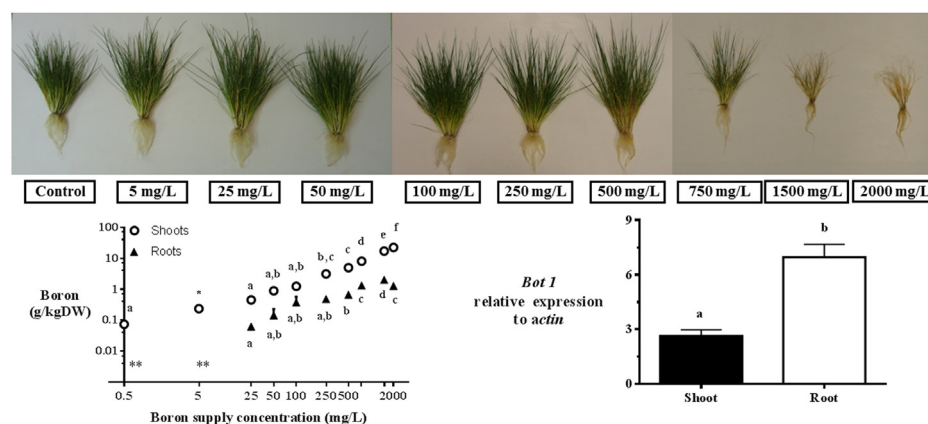 Control 5 mg/L 25 mg/L 50 mg/L 100 mg/L 250 mg/L 500 mg/L 750 mg/L 1500 mg/L 2000 mg/L
100
10
1
0.1
0.01
Shoots
Roots
Boron
(g/kgDW)
a * a a,b a,b b,c c d e f
** ** a a,b a,b a,b b c d c
0.5 5 25 50 100 250 500 2000
Boron supply concentration (mg/L)
Bot 1
relative expression
to actin
9
6
3
0
a
b
Shoot Root